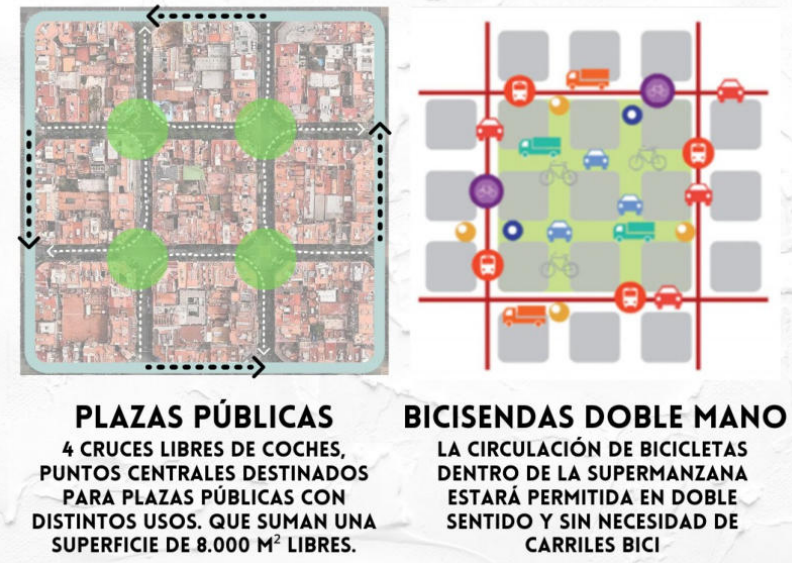 PLAZAS PÚBLICAS
4 CRUCES LIBRES DE COCHES,
PUNTOS CENTRALES DESTINADOS
PARA PLAZAS PÚBLICAS CON
DISTINTOS USOS. QUE SUMAN UNA
SUPERFICIE DE 8.000 M² LIBRES.
BICISENDAS DOBLE MANO
LA CIRCULACIÓN DE BICICLETAS
DENTRO DE LA SUPERMANZANA
ESTARÁ PERMITIDA EN DOBLE
SENTIDO Y SIN NECESIDAD DE
CARRILES BICI